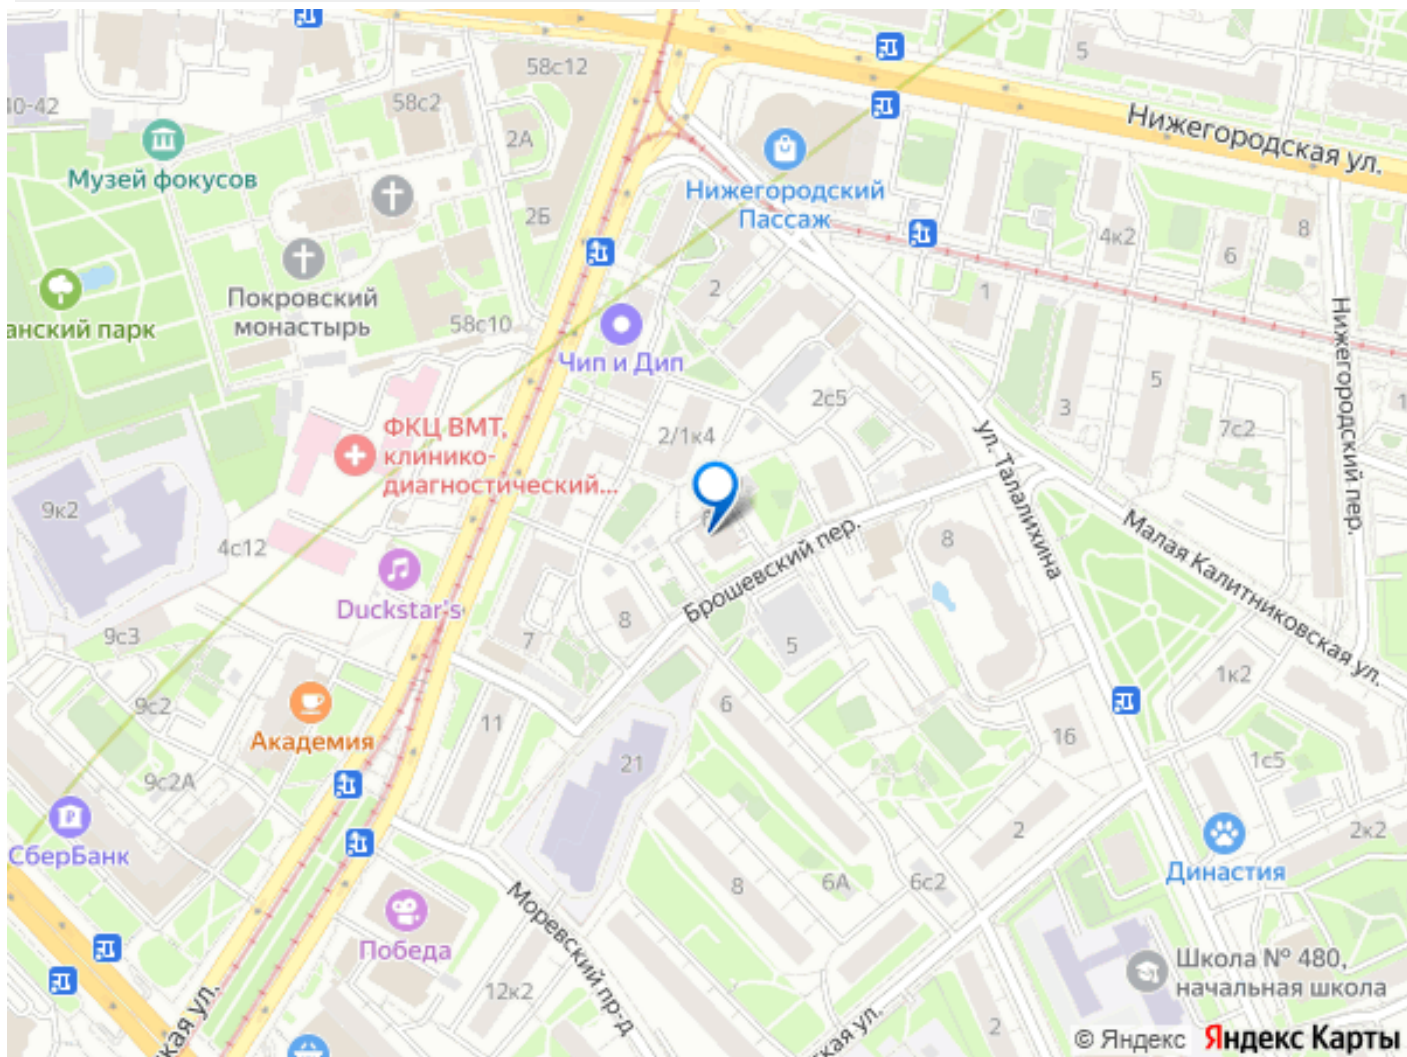 58с12
5
40-42
58с2
2А
Нижегородская ул.
Музей фокусов
Нижегородский
Пассаж
2Б
4к2
8
6
Покровский
монастырь
2
1
анский парк
58с10
Нижегородский пер.
Чип и Дип
5
2с5
3
ФКЦ ВМТ,
клинико-
диагностический...
2/1к4
ул. Талалихина
7с2
9к2
4с12
Малая Калитниковская ул.
8
Брошевский пер.
Duckstar's
8
9с3
7
5
9с2
6
1к2
11
Академия
16
21
1с5
9с2А
СберБанк
2
2к2
8
6А
6с2
Династия
Моревский пр-д
Победа
Школа № 480,
начальная школа
12к2
кая ул.
2
кая ул.
© Яндекс Яндекс Карты